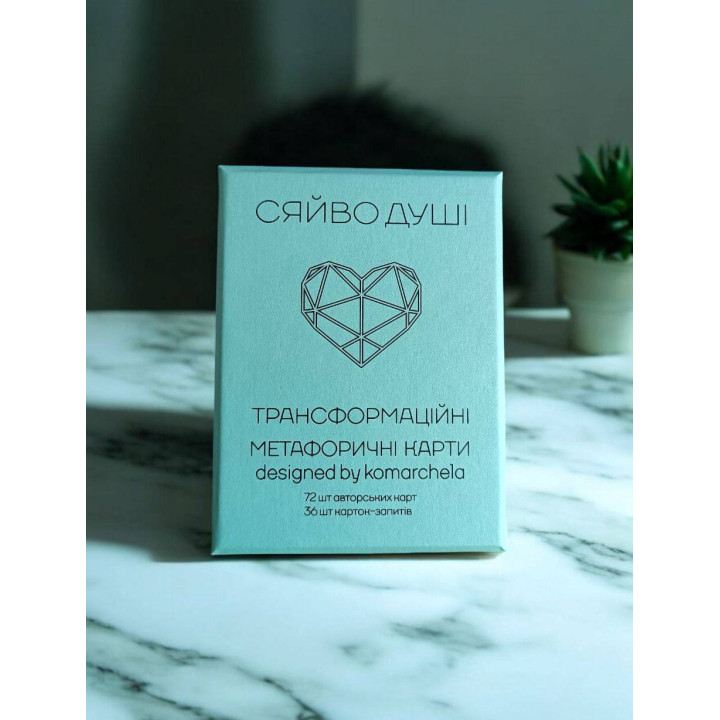 СЯЙВО ДУШІ
ТРАНСФОРМАЦІЙНІ
МЕТАФОРИЧНІ КАРТИ
designed by komarchela
72 шт авторських карт
36 шт карток-запитів